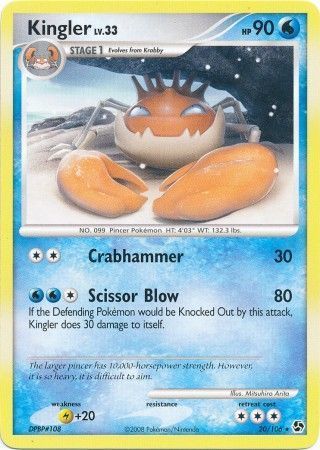 Kingler LV.33
HP 90
STAGE 1 Evolves from Krabby
NO. 099 Pincer Pokémon HT: 4'03" WT: 132.3 lbs.
Crabhammer 30
Scissor Blow 80
If the Defending Pokémon would be Knocked Out by this attack,
Kingler does 30 damage to itself.
The larger pincer has 10,000-horsepower strength. However,
it is so heavy, it is difficult to aim.
Illus. Mitsuhiro Arita
weakness resistance retreat cost
+20
DPBP#108 ©2008 Pokémon/Nintendo 20/106